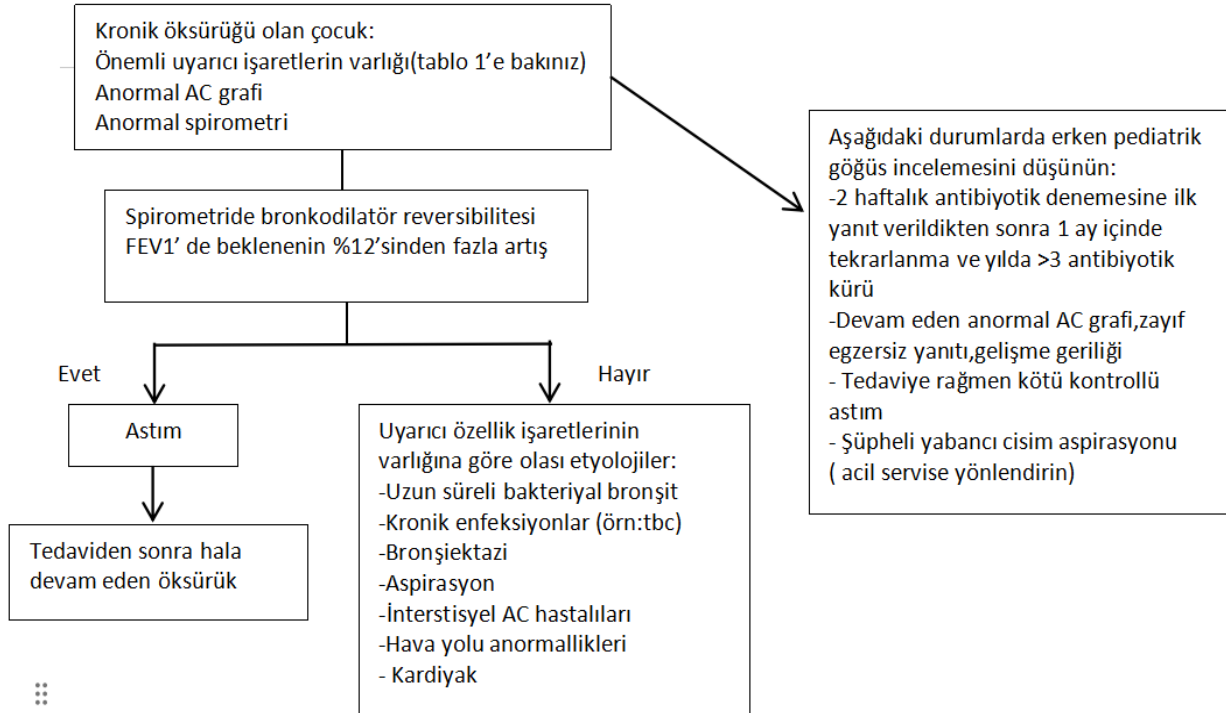 Kronik öksürüğü olan çocuk:
Önemli uyarıcı işaretlerin varlığı(tablo 1’e bakınız)
Anormal AC grafi
Anormal spirometri
Aşağıdaki durumlarda erken pediatrik
göğüs incelemesini düşünün:
-2 haftalık antibiyotik denemesine ilk
yanıt verildikten sonra 1 ay içinde
tekrarlanma ve yılda >3 antibiyotik
kürü
-Devam eden anormal AC grafi,zayıf
egzersiz yanıtı,gelişme geriliği
- Tedaviye rağmen kötü kontrollü
astım
- Şüpheli yabancı cisim aspirasyonu
( acil servise yönlendirin)
Spirometride bronkodilatör reversibilitesi
FEV1’ de beklenenin %12’sinden fazla artış
Evet
Hayır
Astım
Tedaviden sonra hala
devam eden öksürük
Uyarıcı özellik işaretlerinin
varlığına göre olası etyolojiler:
-Uzun süreli bakteriyal bronşit
-Kronik enfeksiyonlar (örn:tbc)
-Bronşiektazi
-Aspirasyon
-İnterstisyel AC hastalıları
-Hava yolu anormallikleri
- Kardiyak